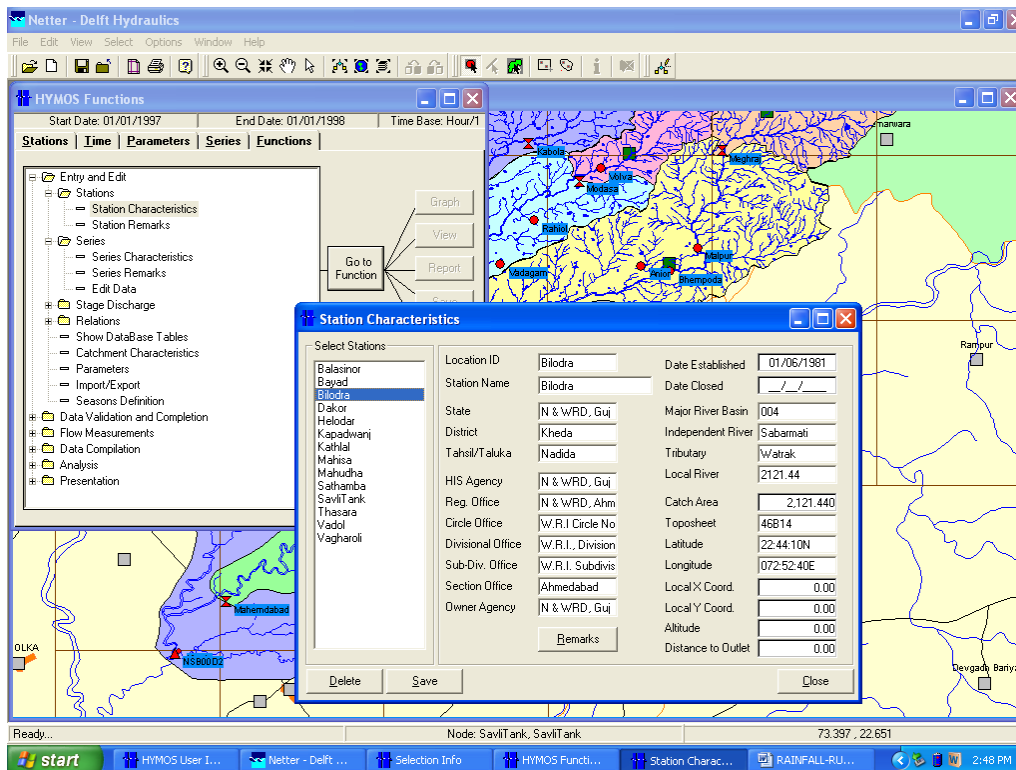 Netter - Delft Hydraulics
File Edit View Select Options Window Help
HYMOS Functions
Start Date: 01/01/1997 End Date: 01/01/1998 Time Base: Hour/1
Stations Time Parameters Series Functions
Entry and Edit
Stations
Station Characteristics
Station Remarks
Series
Series Characteristics
Series Remarks
Edit Data
Stage Discharge
Relations
Show DataBase Tables
Catchment Characteristics
Parameters
Import/Export
Seasons Definition
Data Validation and Completion
Flow Measurements
Data Compilation
Analysis
Presentation
Go to
Function
Graph
View
Report
Save
Kabola
Volva
Modasa
Meghraj
Rahiol
Vadagam
Malpur
Anior
Bhempoda
Rampur
Devgadh Bariya
Mahemdabad
NSB00D2
OLKA
Station Characteristics
Select Stations
Balasinor
Bayad
Bilodra
Dakor
Helodar
Kapadwanj
Kathlal
Mahisa
Mahudha
Sathamba
SavliTank
Thasara
Vadol
Vagharoli
Location ID Bilodra
Station Name Bilodra
State N & WRD, Guj
District Kheda
Tahsil/Taluka Nadida
HIS Agency N & WRD, Guj
Reg. Office N & WRD, Ahm
Circle Office W.R.I Circle No
Divisional Office W.R.I., Division
Sub-Div. Office W.R.I. Subdivis
Section Office Ahmedabad
Owner Agency N & WRD, Guj
Remarks
Date Established 01/06/1981
Date Closed __/__/____
Major River Basin 004
Independent River Sabarmati
Tributary Watrak
Local River 2121.44
Catch Area 2,121.440
Toposheet 46B14
Latitude 22:44:10N
Longitude 072:52:40E
Local X Coord. 0.00
Local Y Coord. 0.00
Altitude 0.00
Distance to Outlet 0.00
Delete Save Close
Ready... Node: SavliTank, SavliTank 73.397 , 22.651
start HYMOS User I... Netter - Delft ... Selection Info HYMOS Functi... Station Charac... RAINFALL-RU... 2:48 PM